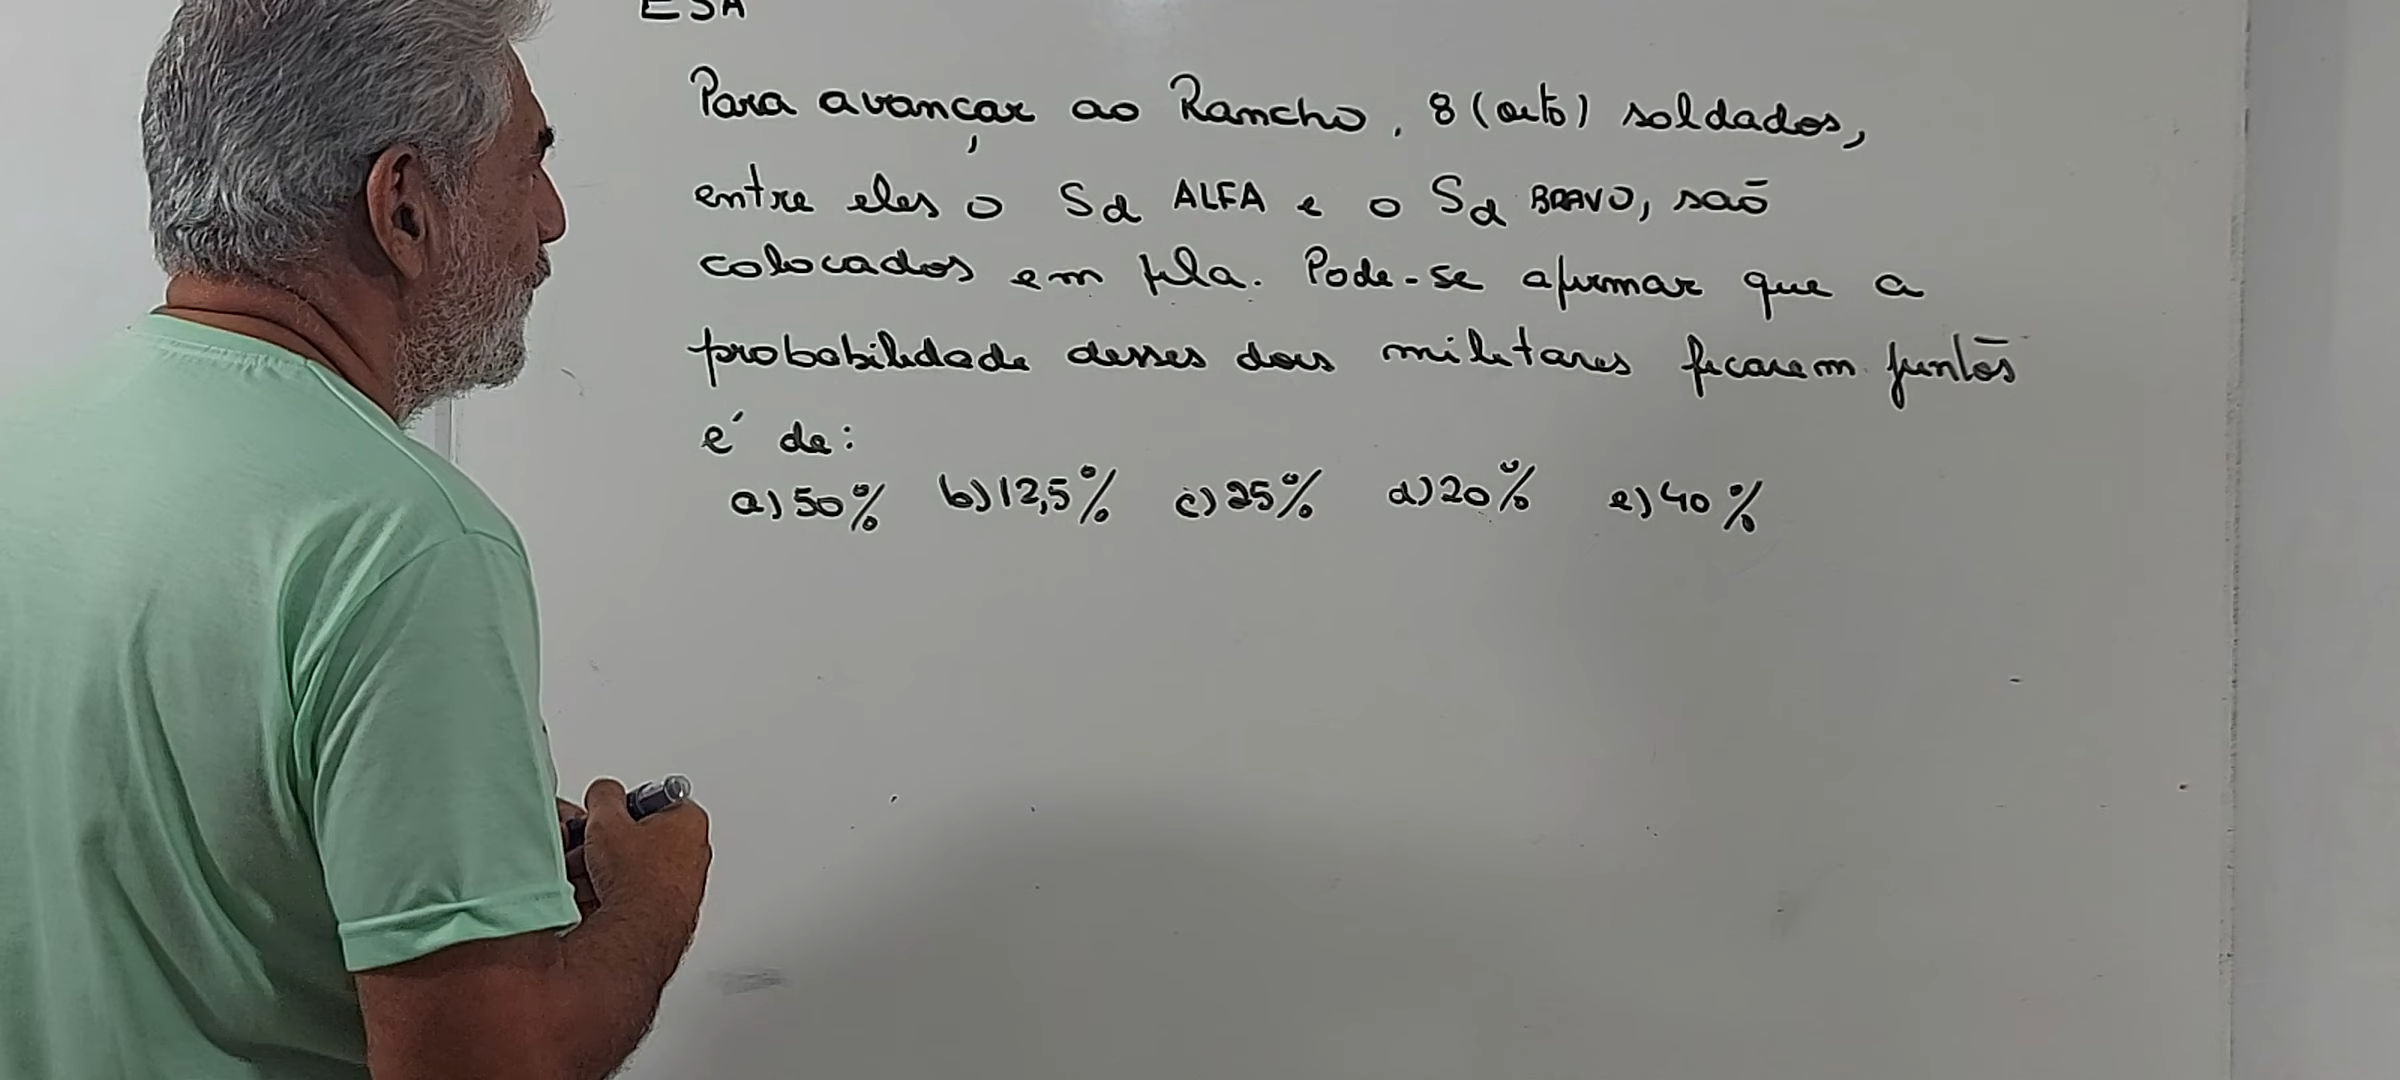 ESA
Para avançar ao Rancho, 8 (oito) soldados,
entre eles o Sd ALFA e o Sd BRAVO, são
colocados em fila. Pode-se afirmar que a
probabilidade desses dois militares ficarem juntos
é de:
a) 50% b) 12,5% c) 25% d) 20% e) 40%